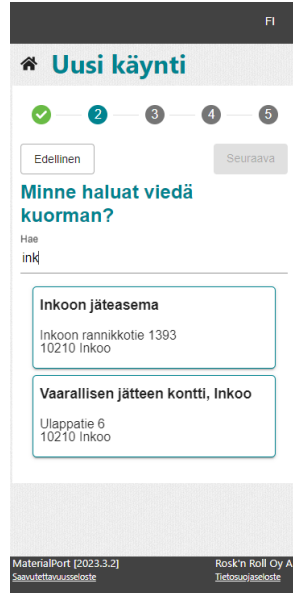 FI
Uusi käynti
2 3 4 5
Edellinen Seuraava
Minne haluat viedä
kuorman?
Hae
ink
Inkoon jäteasema
Inkoon rannikkotie 1393
10210 Inkoo
Vaarallisen jätteen kontti, Inkoo
Ulappatie 6
10210 Inkoo
MaterialPort [2023.3.2] Rosk'n Roll Oy A
Saavutettavuusseloste Tietosuojaseloste